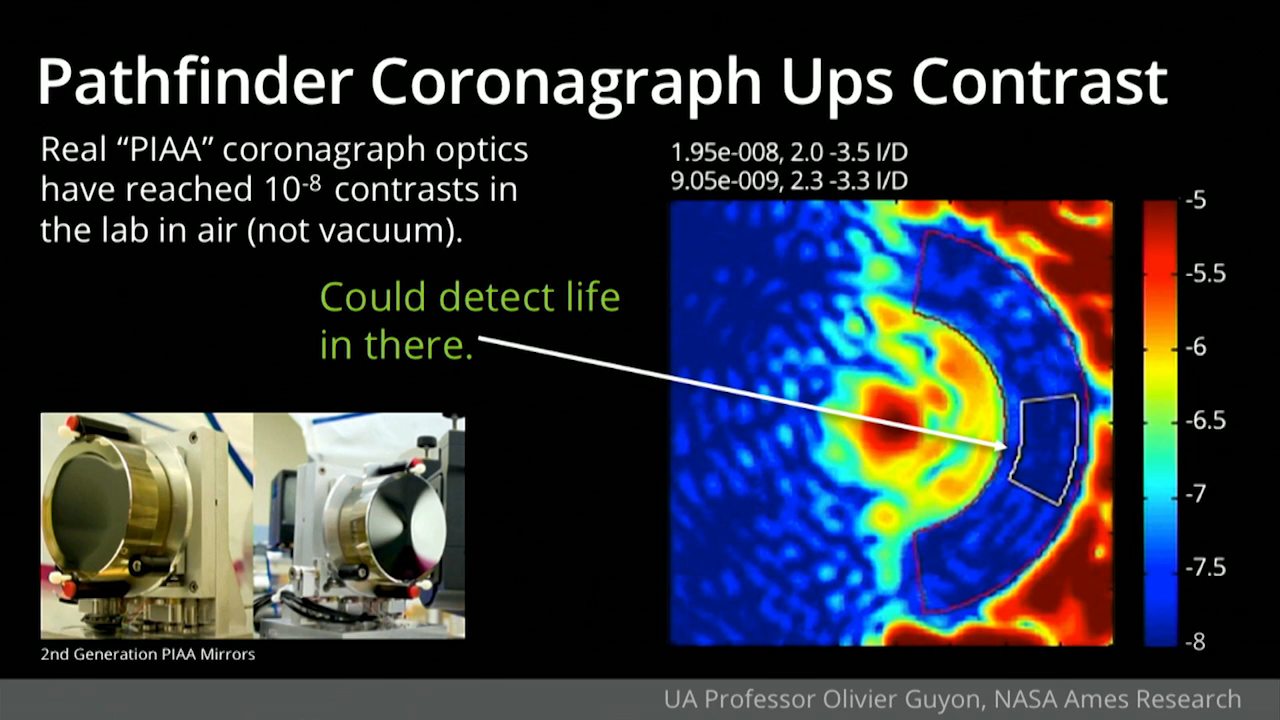 Pathfinder Coronagraph Ups Contrast
Real “PIAA” coronagraph optics
have reached 10⁻⁸ contrasts in
the lab in air (not vacuum).
1.95e-008, 2.0 -3.5 l/D
9.05e-009, 2.3 -3.3 l/D
Could detect life
in there.
-5
-5.5
-6
-6.5
-7
-7.5
-8
2nd Generation PIAA Mirrors
UA Professor Olivier Guyon, NASA Ames Research